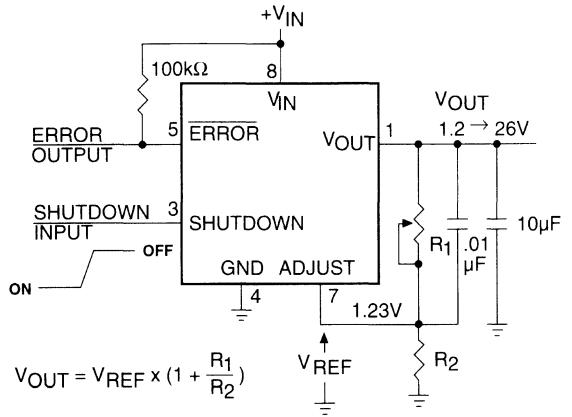 +VIN
100kΩ
8
VIN
ERROR
OUTPUT
5
ERROR
VOUT
1
VOUT
1.2 → 26V
SHUTDOWN
INPUT
3
SHUTDOWN
OFF
ON
R1
.01
µF
10µF
GND
ADJUST
4
7
1.23V
VREF
R2
VOUT = VREF x (1 + R1/R2)